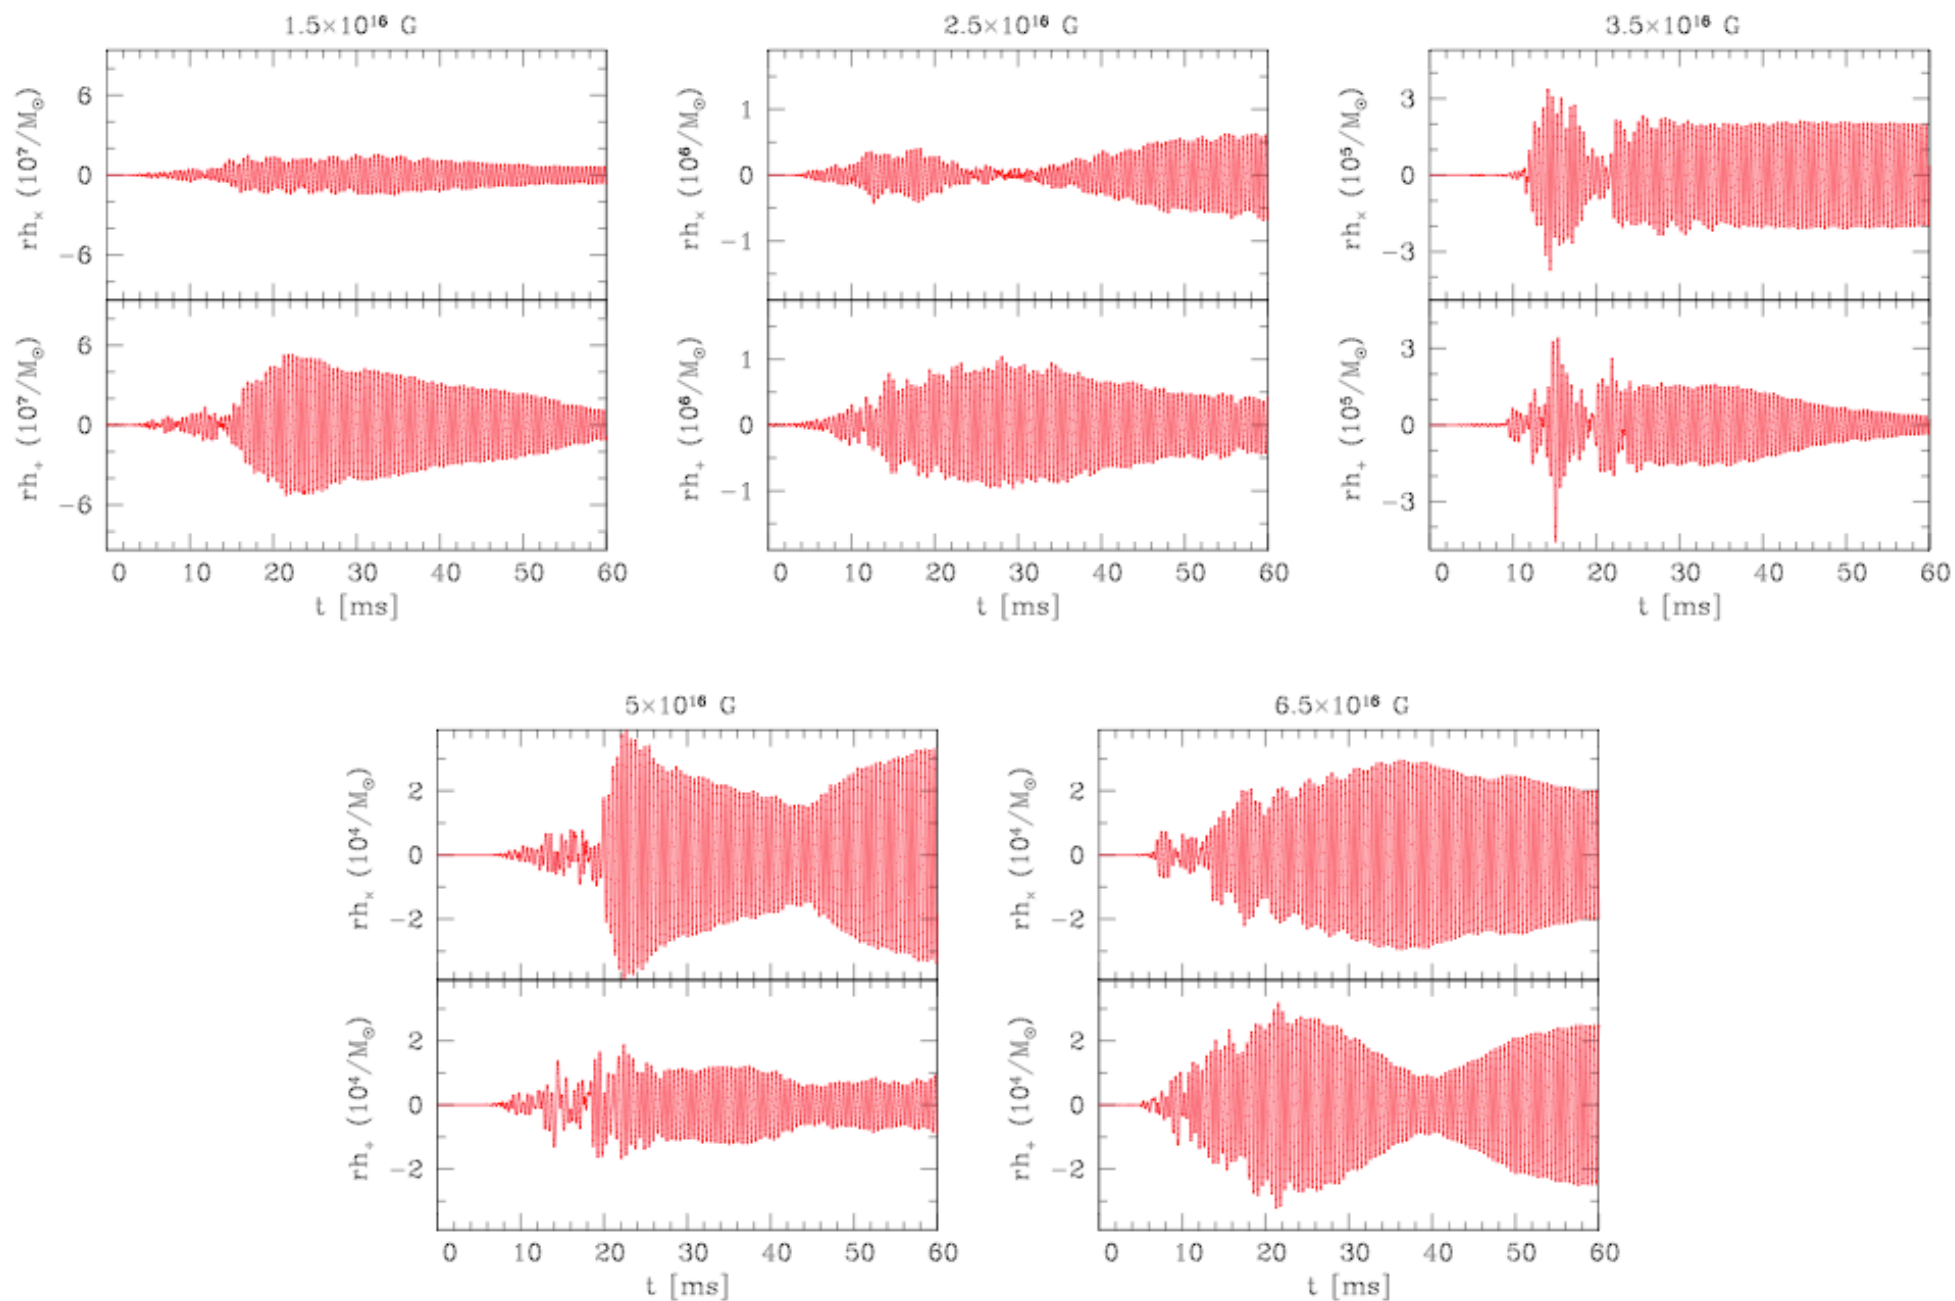 1.5×10¹⁶ G
2.5×10¹⁶ G
3.5×10¹⁶ G
rh× (10⁷/M⊙)
6
0
−6
rh× (10⁶/M⊙)
1
0
−1
rh× (10⁵/M⊙)
3
0
−3
rh₊ (10⁷/M⊙)
6
0
−6
rh₊ (10⁶/M⊙)
1
0
−1
rh₊ (10⁵/M⊙)
3
0
−3
0 10 20 30 40 50 60
0 10 20 30 40 50 60
0 10 20 30 40 50 60
t [ms]
t [ms]
t [ms]
5×10¹⁶ G
6.5×10¹⁶ G
rh× (10⁴/M⊙)
2
0
−2
rh× (10⁴/M⊙)
2
0
−2
rh₊ (10⁴/M⊙)
2
0
−2
rh₊ (10⁴/M⊙)
2
0
−2
0 10 20 30 40 50 60
0 10 20 30 40 50 60
t [ms]
t [ms]